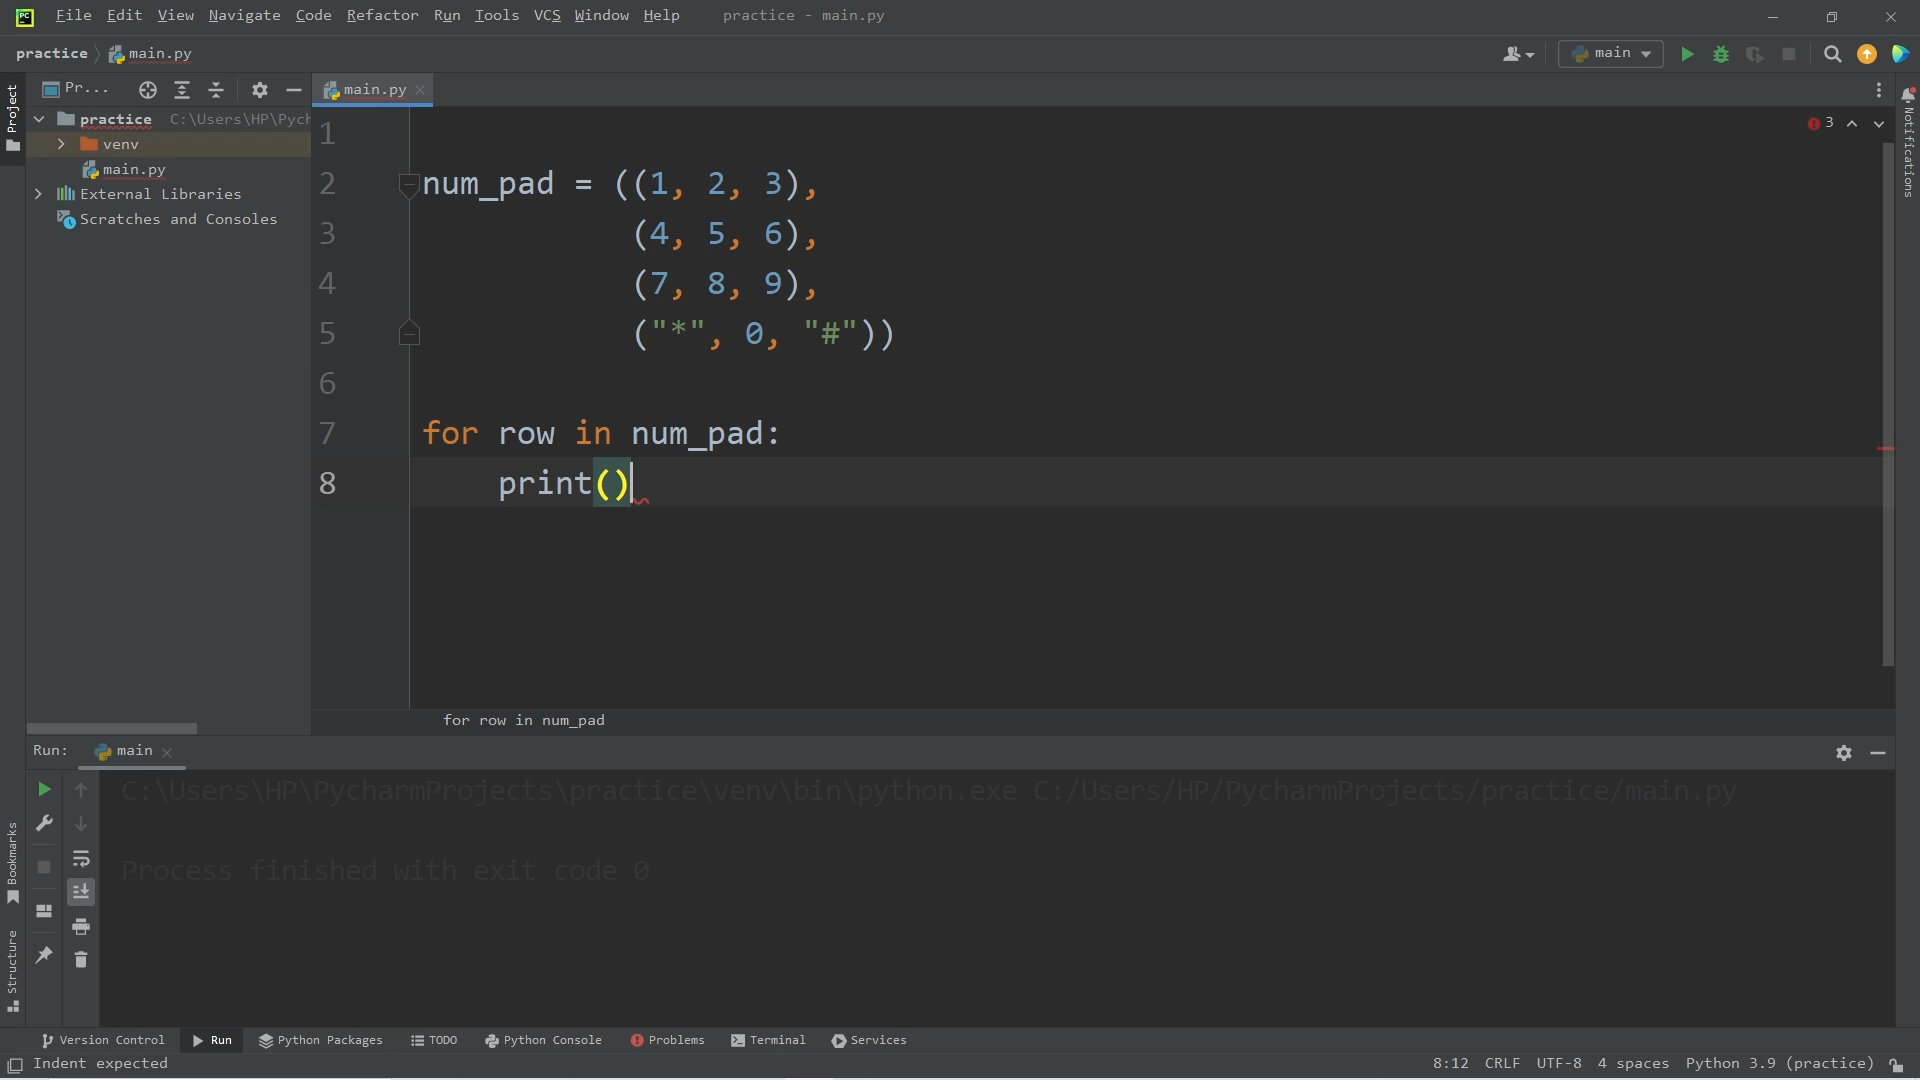 File Edit View Navigate Code Refactor Run Tools VCS Window Help practice - main.py
practice main.py main
Project
Pr... main.py
practice C:\Users\HP\Pych
venv
main.py
External Libraries
Scratches and Consoles
Notifications
3
1
2 num_pad = ((1, 2, 3),
3 (4, 5, 6),
4 (7, 8, 9),
5 ("*", 0, "#"))
6
7 for row in num_pad:
8 print()
for row in num_pad
Run: main
C:\Users\HP\PycharmProjects\practice\venv\bin\python.exe C:/Users/HP/PycharmProjects/practice/main.py
Process finished with exit code 0
Bookmarks
Structure
Version Control Run Python Packages TODO Python Console Problems Terminal Services
Indent expected 8:12 CRLF UTF-8 4 spaces Python 3.9 (practice)